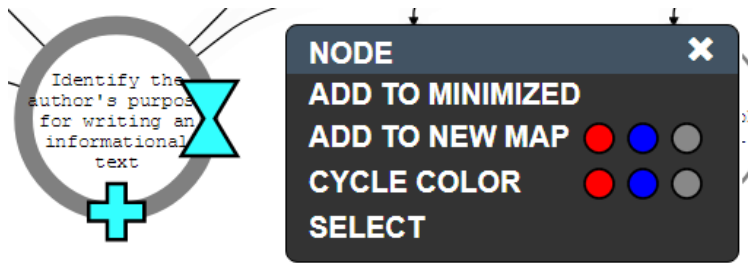 Identify the
author's purpos
for writing an
informational
text
NODE
ADD TO MINIMIZED
ADD TO NEW MAP
CYCLE COLOR
SELECT